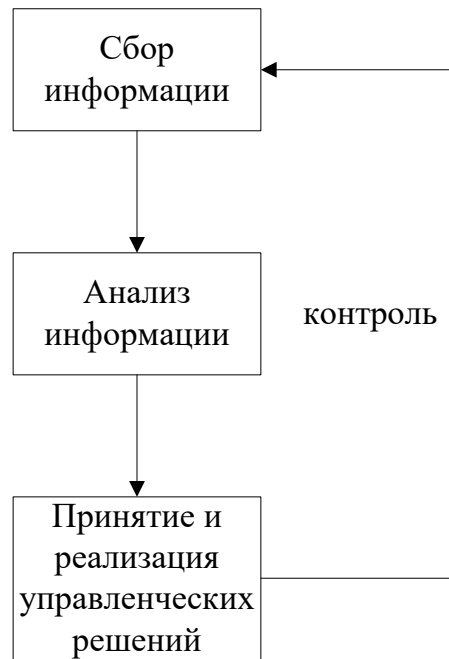 Сбор
информации
Анализ
информации
контроль
Принятие и
реализация
управленческих
решений